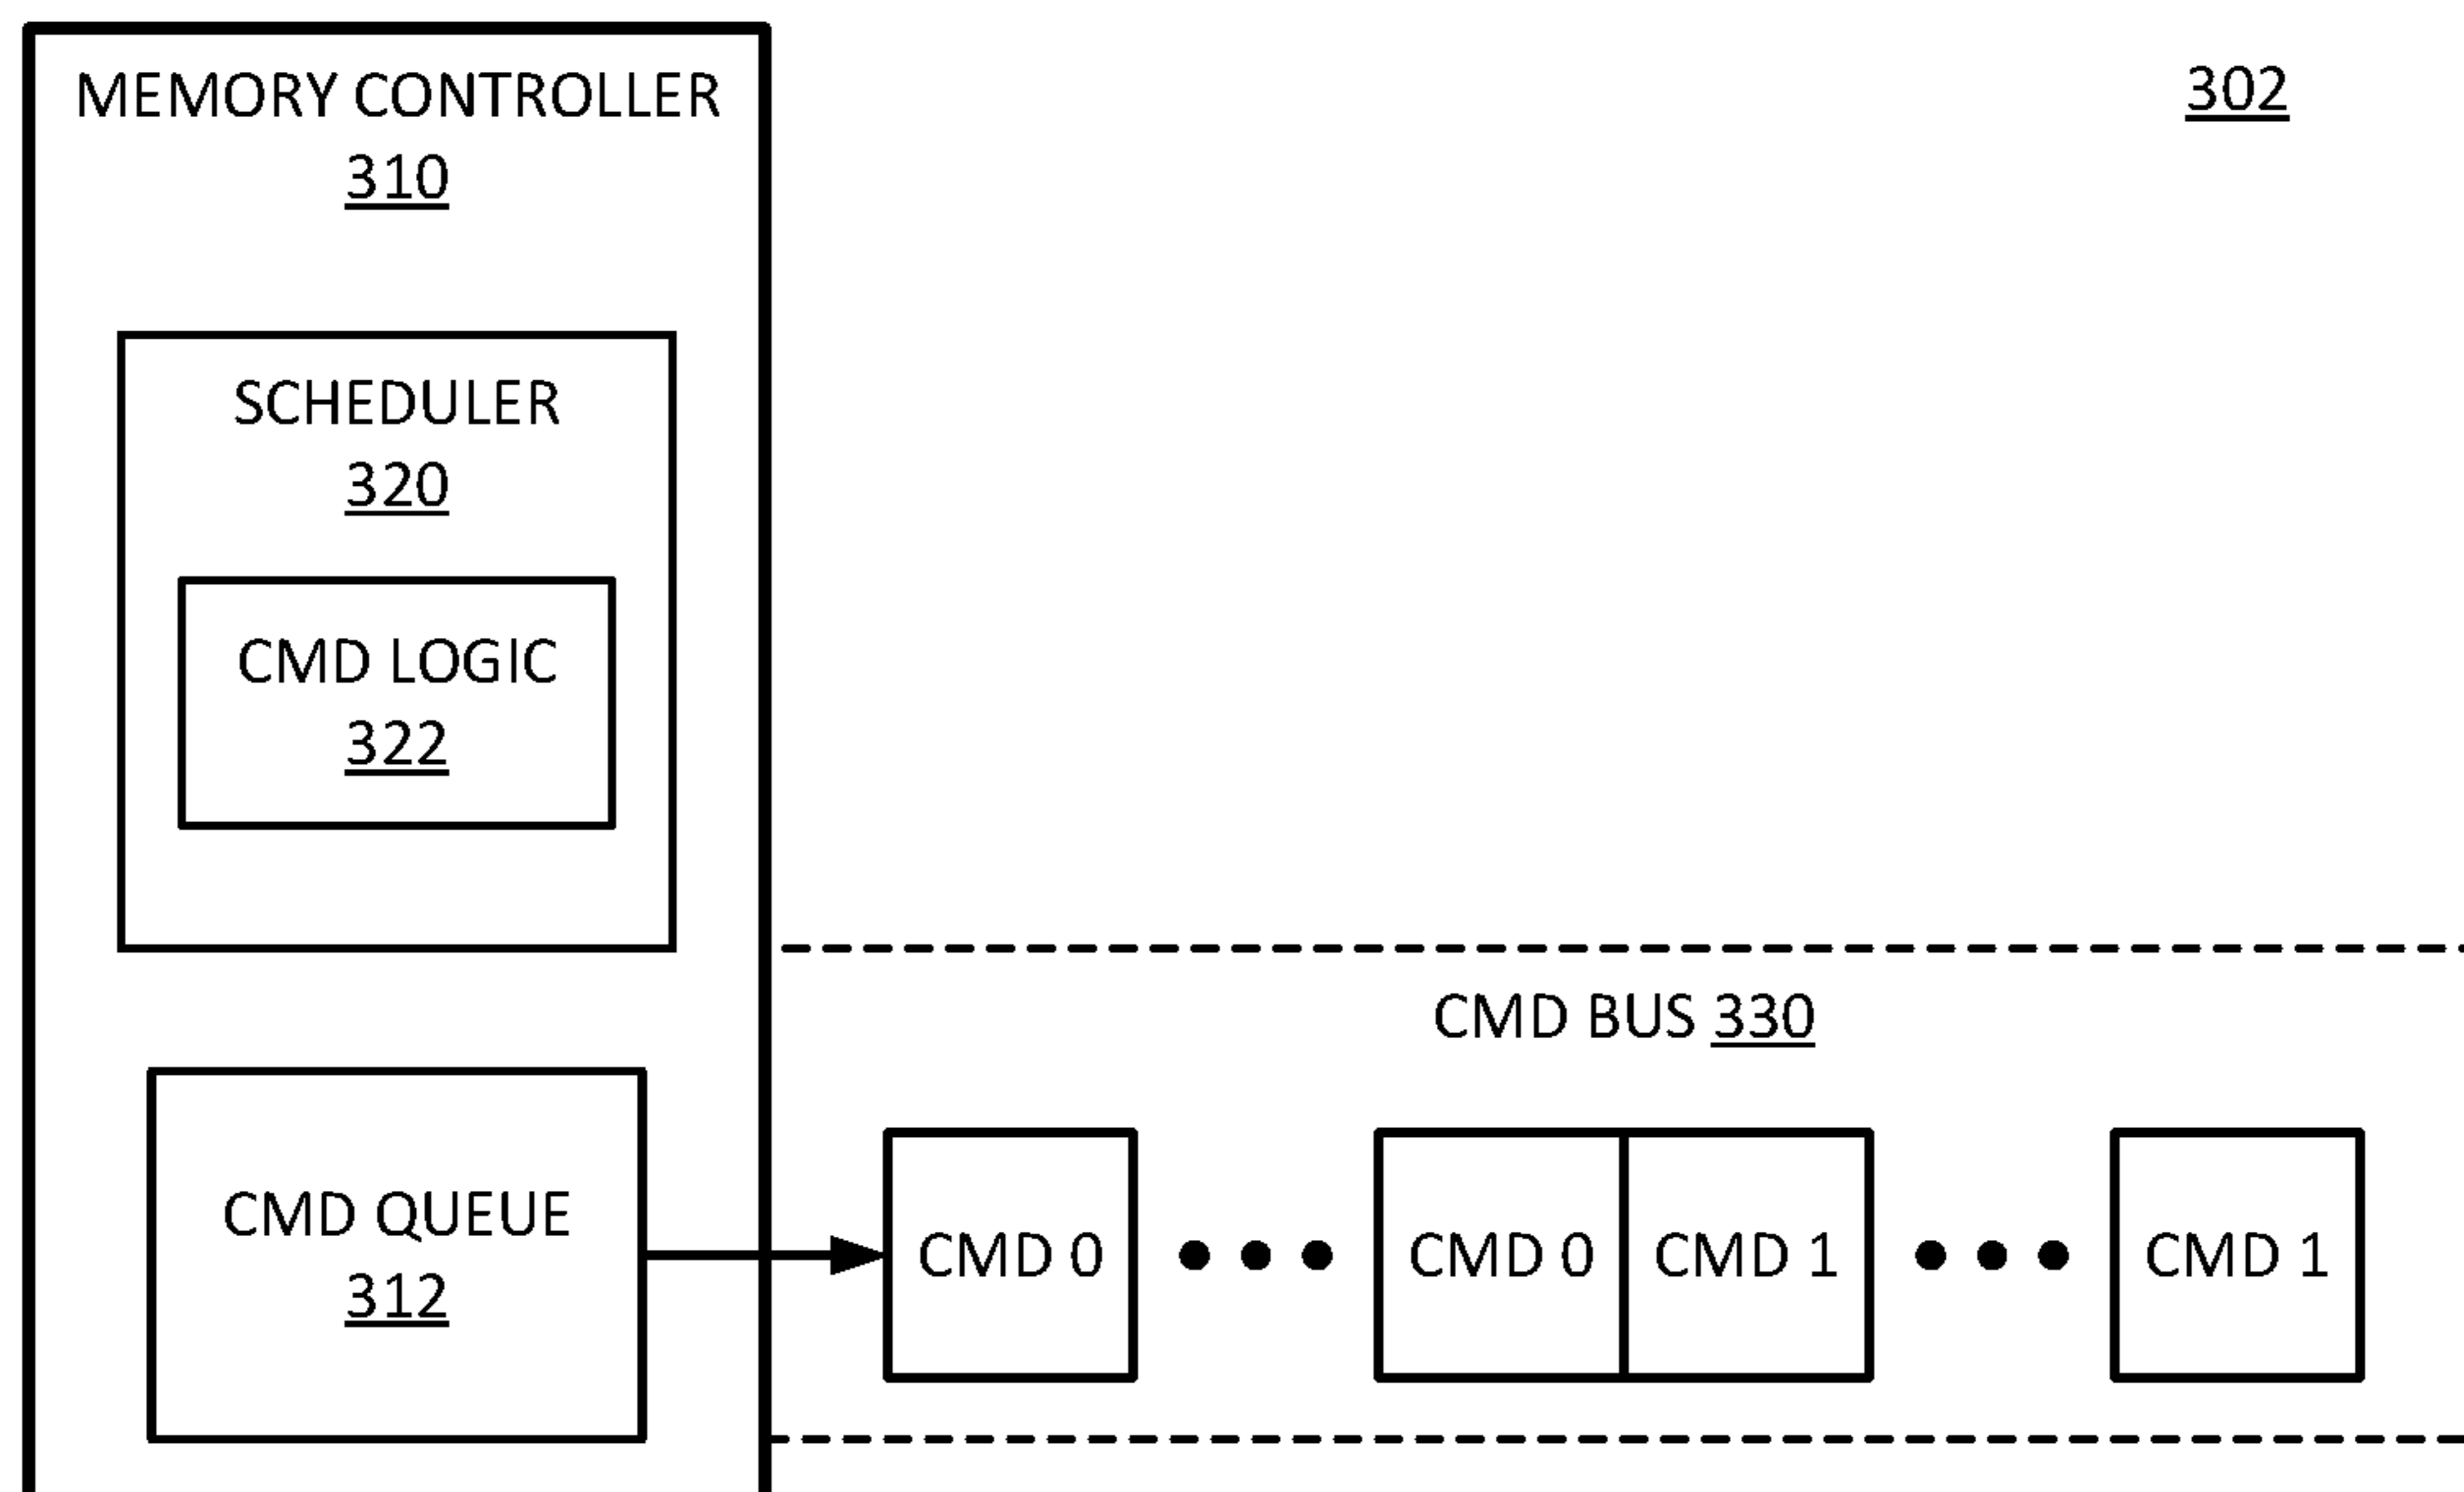 MEMORY CONTROLLER
310
302
SCHEDULER
320
CMD LOGIC
322
CMD BUS 330
CMD QUEUE
312
CMD 0
CMD 0
CMD 1
CMD 1